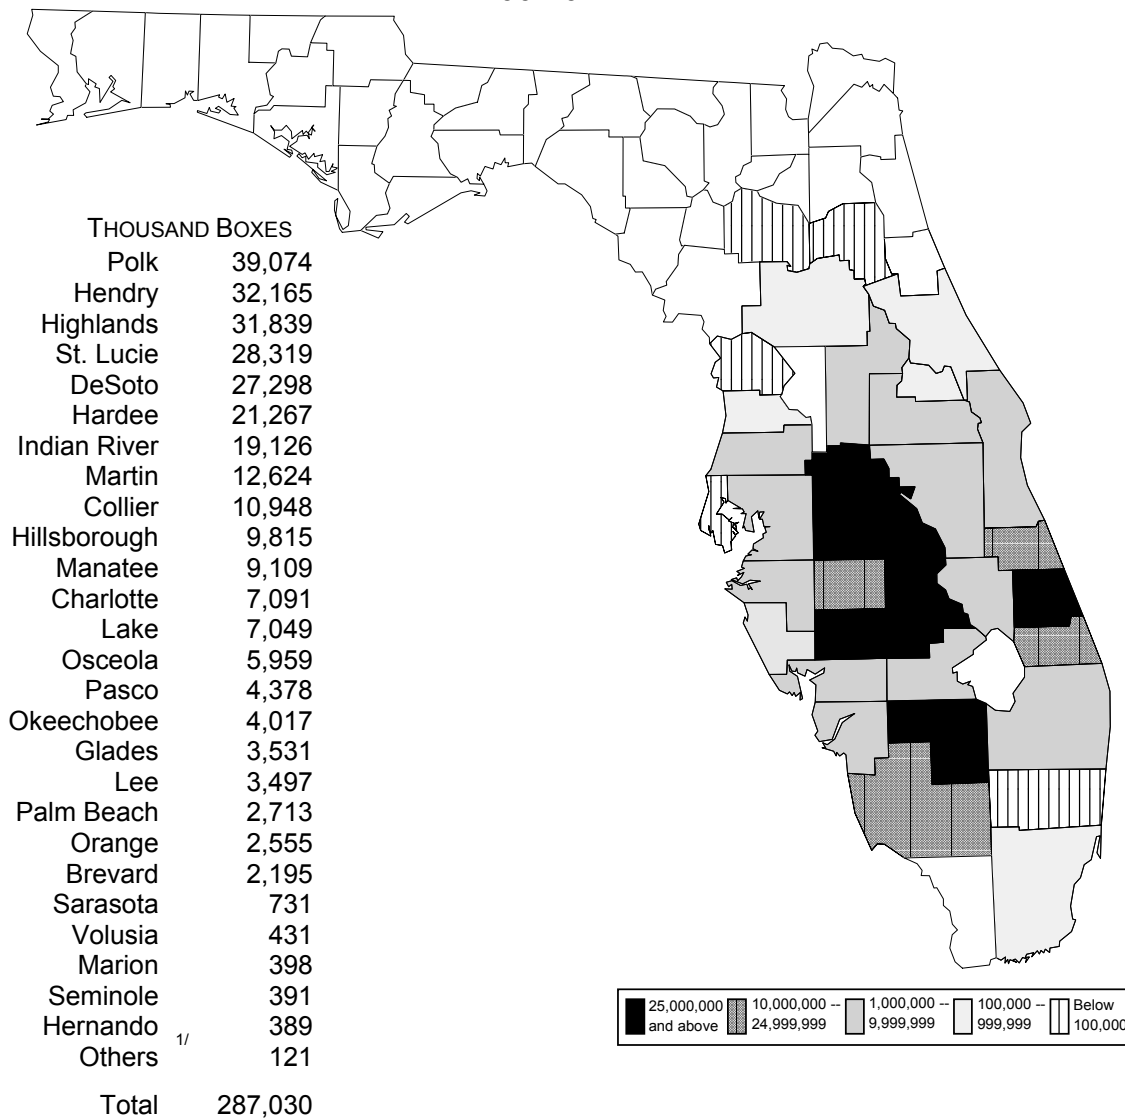 THOUSAND BOXES
Polk 39,074
Hendry 32,165
Highlands 31,839
St. Lucie 28,319
DeSoto 27,298
Hardee 21,267
Indian River 19,126
Martin 12,624
Collier 10,948
Hillsborough 9,815
Manatee 9,109
Charlotte 7,091
Lake 7,049
Osceola 5,959
Pasco 4,378
Okeechobee 4,017
Glades 3,531
Lee 3,497
Palm Beach 2,713
Orange 2,555
Brevard 2,195
Sarasota 731
Volusia 431
Marion 398
Seminole 391
Hernando 389
Others 1/ 121
Total 287,030
25,000,000 and above
10,000,000 -- 24,999,999
1,000,000 -- 9,999,999
100,000 -- 999,999
Below 100,000